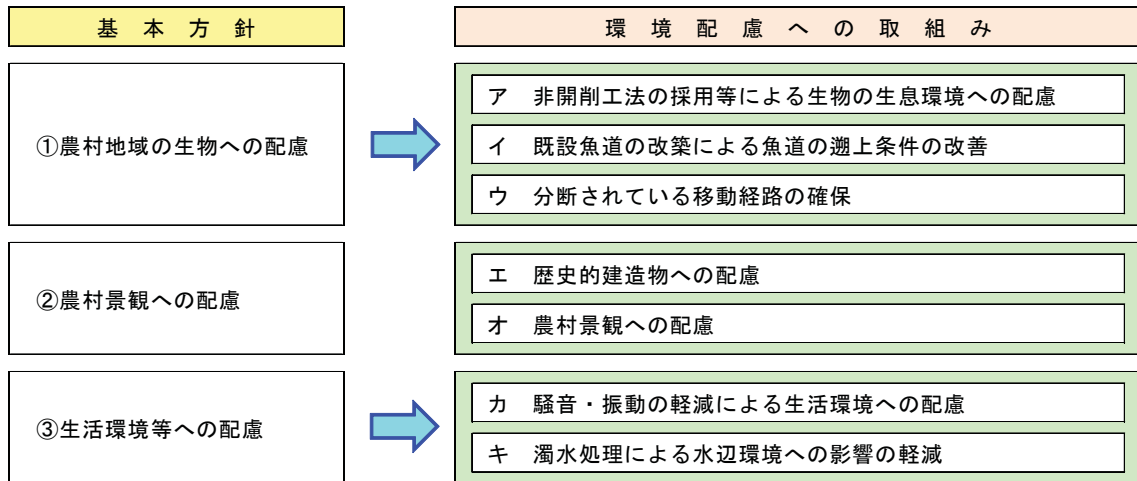 基本方針
環境配慮への取組み
①農村地域の生物への配慮
ア 非開削工法の採用等による生物の生息環境への配慮
イ 既設魚道の改築による魚道の遡上条件の改善
ウ 分断されている移動経路の確保
②農村景観への配慮
エ 歴史的建造物への配慮
オ 農村景観への配慮
③生活環境等への配慮
カ 騒音・振動の軽減による生活環境への配慮
キ 濁水処理による水辺環境への影響の軽減